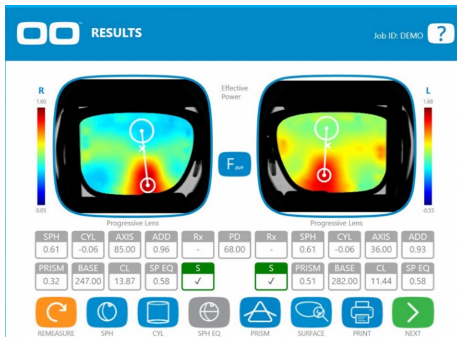 RESULTS
Job ID: DEMO ?
R
Effective
Power
L
1.60
1.68
F ave
0.05
-0.55
Progressive Lens
Progressive Lens
SPH CYL AXIS ADD Rx PD Rx SPH CYL AXIS ADD
0.61 -0.06 85.00 0.96 - 68.00 - 0.61 -0.06 36.00 0.93
PRISM BASE CL SP EQ S S PRISM BASE CL SP EQ
0.32 247.00 13.87 0.58 ✓ ✓ 0.51 282.00 11.44 0.58
REMEASURE SPH CYL SPH EQ PRISM SURFACE PRINT NEXT